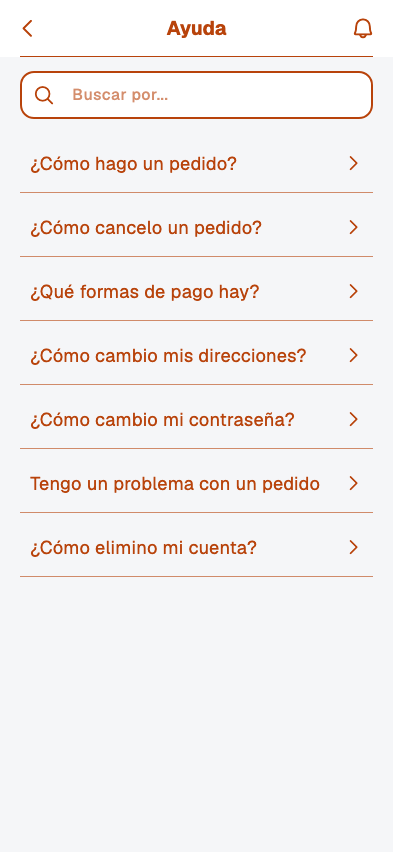 Ayuda
Buscar por...
¿Cómo hago un pedido?
¿Cómo cancelo un pedido?
¿Qué formas de pago hay?
¿Cómo cambio mis direcciones?
¿Cómo cambio mi contraseña?
Tengo un problema con un pedido
¿Cómo elimino mi cuenta?